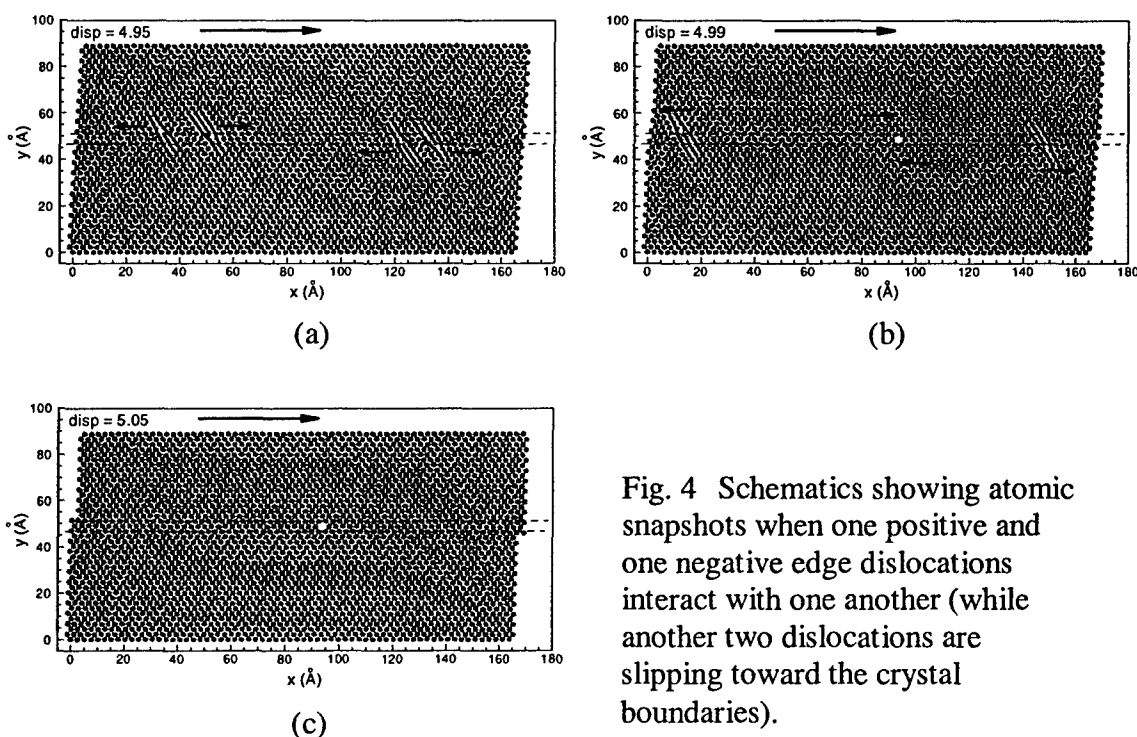 disp = 4.95
100
80
60
40
20
0
y (Å)
0 20 40 60 80 100 120 140 160 180
x (Å)
(a)
disp = 4.99
100
80
60
40
20
0
y (Å)
0 20 40 60 80 100 120 140 160 180
x (Å)
(b)
disp = 5.05
100
80
60
40
20
0
y (Å)
0 20 40 60 80 100 120 140 160 180
x (Å)
(c)
Fig. 4 Schematics showing atomic
snapshots when one positive and
one negative edge dislocations
interact with one another (while
another two dislocations are
slipping toward the crystal
boundaries).